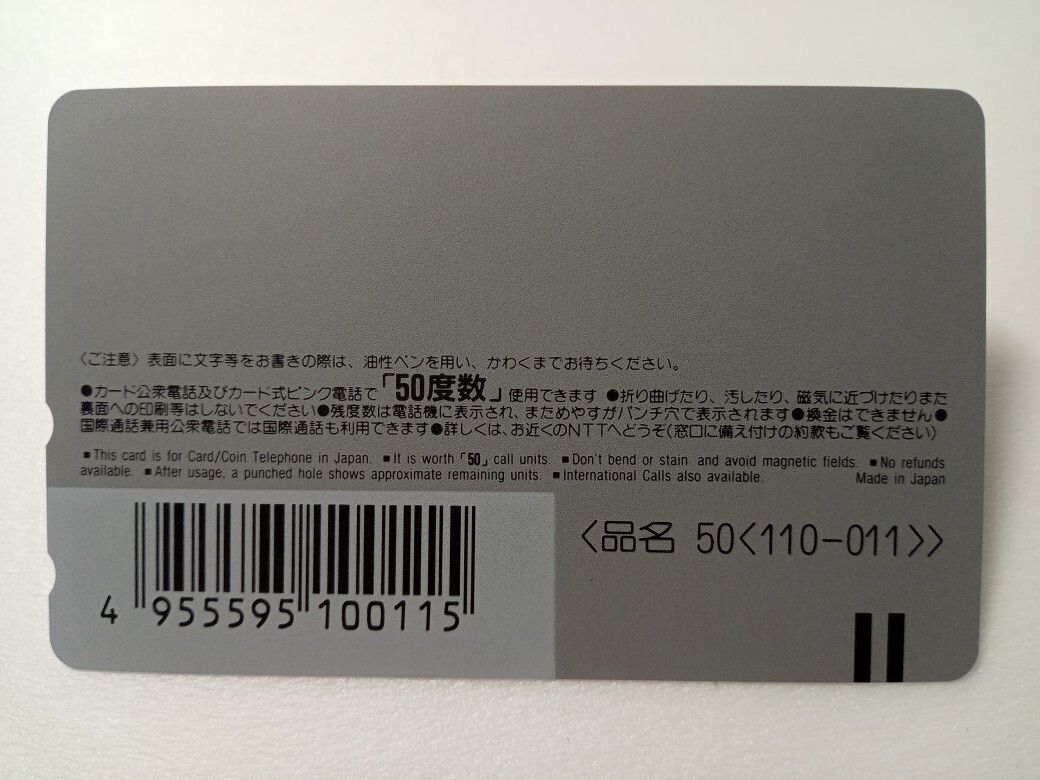 〈ご注意〉表面に文字等をお書きの際は、油性ペンを用い、かわくまでお待ちください。
●カード公衆電話及びカード式ピンク電話で「50度数」使用できます ●折り曲げたり、汚したり、磁気に近づけたりまた
裏面への印刷等はしないでください●残度数は電話機に表示され、まためやすがパンチ穴で表示されます●換金はできません●
国際通話兼用公衆電話では国際通話も利用できます●詳しくは、お近くのNTTへどうぞ(窓口に備え付けの約款もご覧ください)
■This card is for Card/Coin Telephone in Japan. ■It is worth「50」call units. ■Don't bend or stain and avoid magnetic fields. ■No refunds
available. ■After usage, a punched hole shows approximate remaining units. ■International Calls also available. Made in Japan
〈品名 50〈110-011〉〉
4 955595 100115